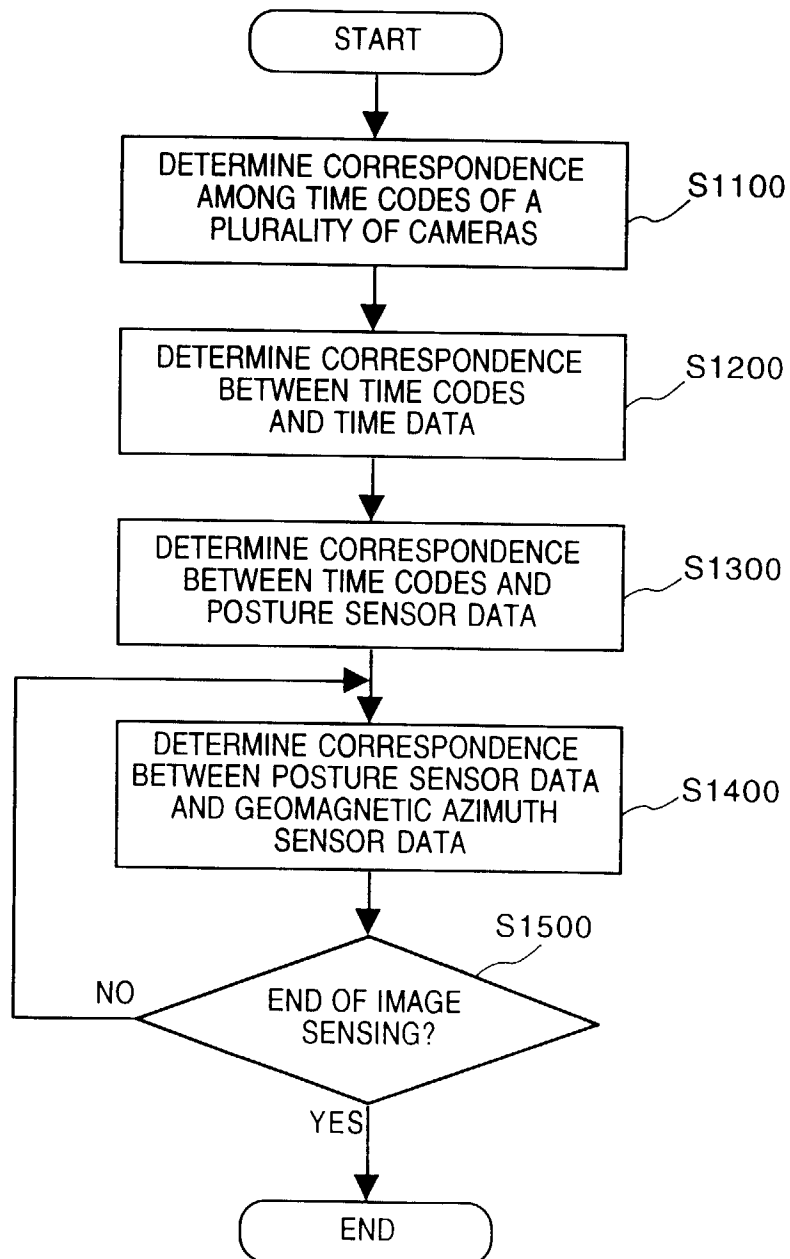 START
DETERMINE CORRESPONDENCE
AMONG TIME CODES OF A
PLURALITY OF CAMERAS
S1100
DETERMINE CORRESPONDENCE
BETWEEN TIME CODES
AND TIME DATA
S1200
DETERMINE CORRESPONDENCE
BETWEEN TIME CODES AND
POSTURE SENSOR DATA
S1300
DETERMINE CORRESPONDENCE
BETWEEN POSTURE SENSOR DATA
AND GEOMAGNETIC AZIMUTH
SENSOR DATA
S1400
S1500
NO
END OF IMAGE
SENSING?
YES
END